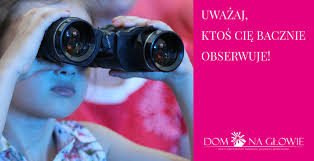 UWAŻAJ,
KTOŚ CIĘ BACZNIE
OBSERWUJE!
DOM NA GŁOWIE